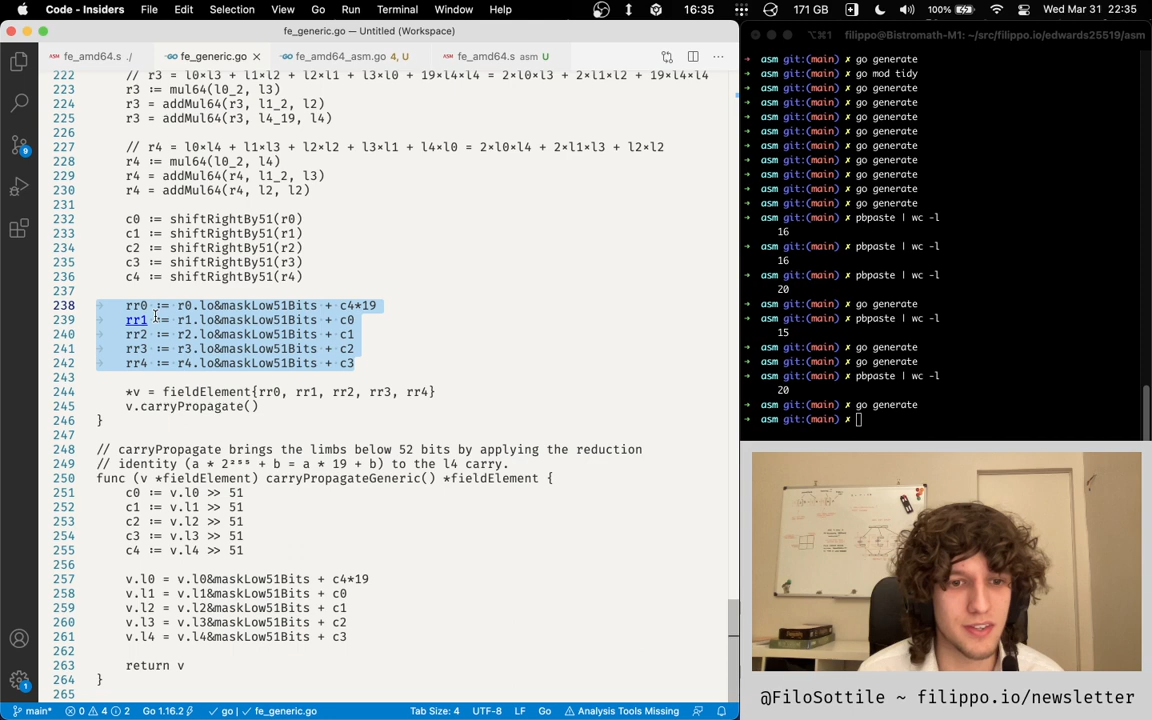 Code - Insiders File Edit Selection View Go Run Terminal Window Help 16:35 171 GB 100% Wed Mar 31 22:35
fe_generic.go — Untitled (Workspace)
ASM fe_amd64.s ./ fe_generic.go fe_amd64_asm.go 4, U ASM fe_amd64.s asm U
222 // r3 = l0×l3 + l1×l2 + l2×l1 + l3×l0 + 19×l4×l4 = 2×l0×l3 + 2×l1×l2 + 19×l4×l4
223 r3 := mul64(l0_2, l3)
224 r3 = addMul64(r3, l1_2, l2)
225 r3 = addMul64(r3, l4_19, l4)
226
227 // r4 = l0×l4 + l1×l3 + l2×l2 + l3×l1 + l4×l0 = 2×l0×l4 + 2×l1×l3 + l2×l2
228 r4 := mul64(l0_2, l4)
229 r4 = addMul64(r4, l1_2, l3)
230 r4 = addMul64(r4, l2, l2)
231
232 c0 := shiftRightBy51(r0)
233 c1 := shiftRightBy51(r1)
234 c2 := shiftRightBy51(r2)
235 c3 := shiftRightBy51(r3)
236 c4 := shiftRightBy51(r4)
237
238 rr0 := r0.lo&maskLow51Bits + c4*19
239 rr1 := r1.lo&maskLow51Bits + c0
240 rr2 := r2.lo&maskLow51Bits + c1
241 rr3 := r3.lo&maskLow51Bits + c2
242 rr4 := r4.lo&maskLow51Bits + c3
243
244 *v = fieldElement{rr0, rr1, rr2, rr3, rr4}
245 v.carryPropagate()
246 }
247
248 // carryPropagate brings the limbs below 52 bits by applying the reduction
249 // identity (a * 2²⁵⁵ + b = a * 19 + b) to the l4 carry.
250 func (v *fieldElement) carryPropagateGeneric() *fieldElement {
251 c0 := v.l0 >> 51
252 c1 := v.l1 >> 51
253 c2 := v.l2 >> 51
254 c3 := v.l3 >> 51
255 c4 := v.l4 >> 51
256
257 v.l0 = v.l0&maskLow51Bits + c4*19
258 v.l1 = v.l1&maskLow51Bits + c0
259 v.l2 = v.l2&maskLow51Bits + c1
260 v.l3 = v.l3&maskLow51Bits + c2
261 v.l4 = v.l4&maskLow51Bits + c3
262
263 return v
264 }
265
9
1
main* 0 4 2 Go 1.16.2 go fe_generic.go Tab Size: 4 UTF-8 LF Go Analysis Tools Missing
⌥⌘1 filippo@Bistromath-M1: ~/src/filippo.io/edwards25519/asm
➜ asm git:(main) ✗ go generate
➜ asm git:(main) ✗ go mod tidy
➜ asm git:(main) ✗ go generate
➜ asm git:(main) ✗ go generate
➜ asm git:(main) ✗ go generate
➜ asm git:(main) ✗ go generate
➜ asm git:(main) ✗ go generate
➜ asm git:(main) ✗ go generate
➜ asm git:(main) ✗ go generate
➜ asm git:(main) ✗ go generate
➜ asm git:(main) ✗ go generate
➜ asm git:(main) ✗ pbpaste | wc -l
16
➜ asm git:(main) ✗ pbpaste | wc -l
16
➜ asm git:(main) ✗ pbpaste | wc -l
20
➜ asm git:(main) ✗ go generate
➜ asm git:(main) ✗ pbpaste | wc -l
15
➜ asm git:(main) ✗ go generate
➜ asm git:(main) ✗ go generate
➜ asm git:(main) ✗ pbpaste | wc -l
20
➜ asm git:(main) ✗ go generate
➜ asm git:(main) ✗
@FiloSottile ~ filippo.io/newsletter